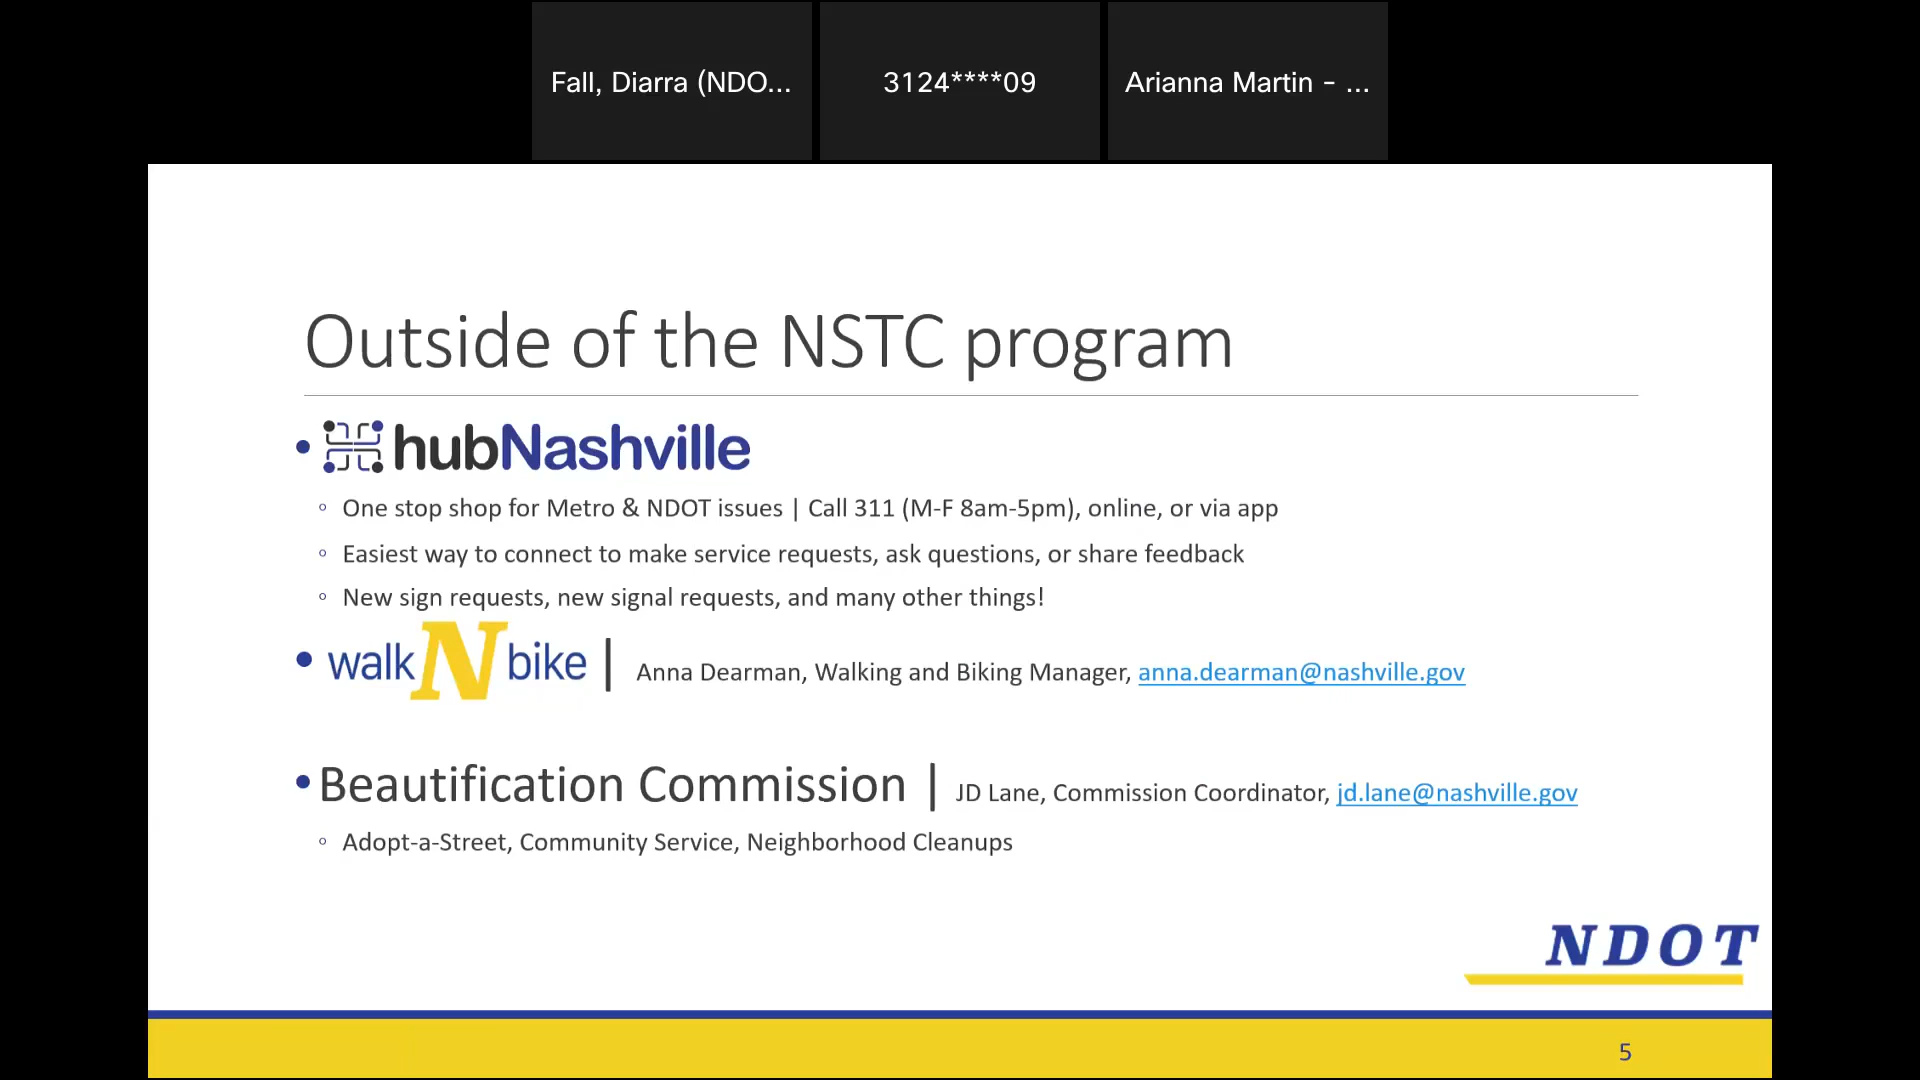 Fall, Diarra (NDO...
3124****09
Arianna Martin - ...
Outside of the NSTC program
• hubNashville
◦ One stop shop for Metro & NDOT issues | Call 311 (M-F 8am-5pm), online, or via app
◦ Easiest way to connect to make service requests, ask questions, or share feedback
◦ New sign requests, new signal requests, and many other things!
• walk N bike | Anna Dearman, Walking and Biking Manager, anna.dearman@nashville.gov
• Beautification Commission | JD Lane, Commission Coordinator, jd.lane@nashville.gov
◦ Adopt-a-Street, Community Service, Neighborhood Cleanups
NDOT
5